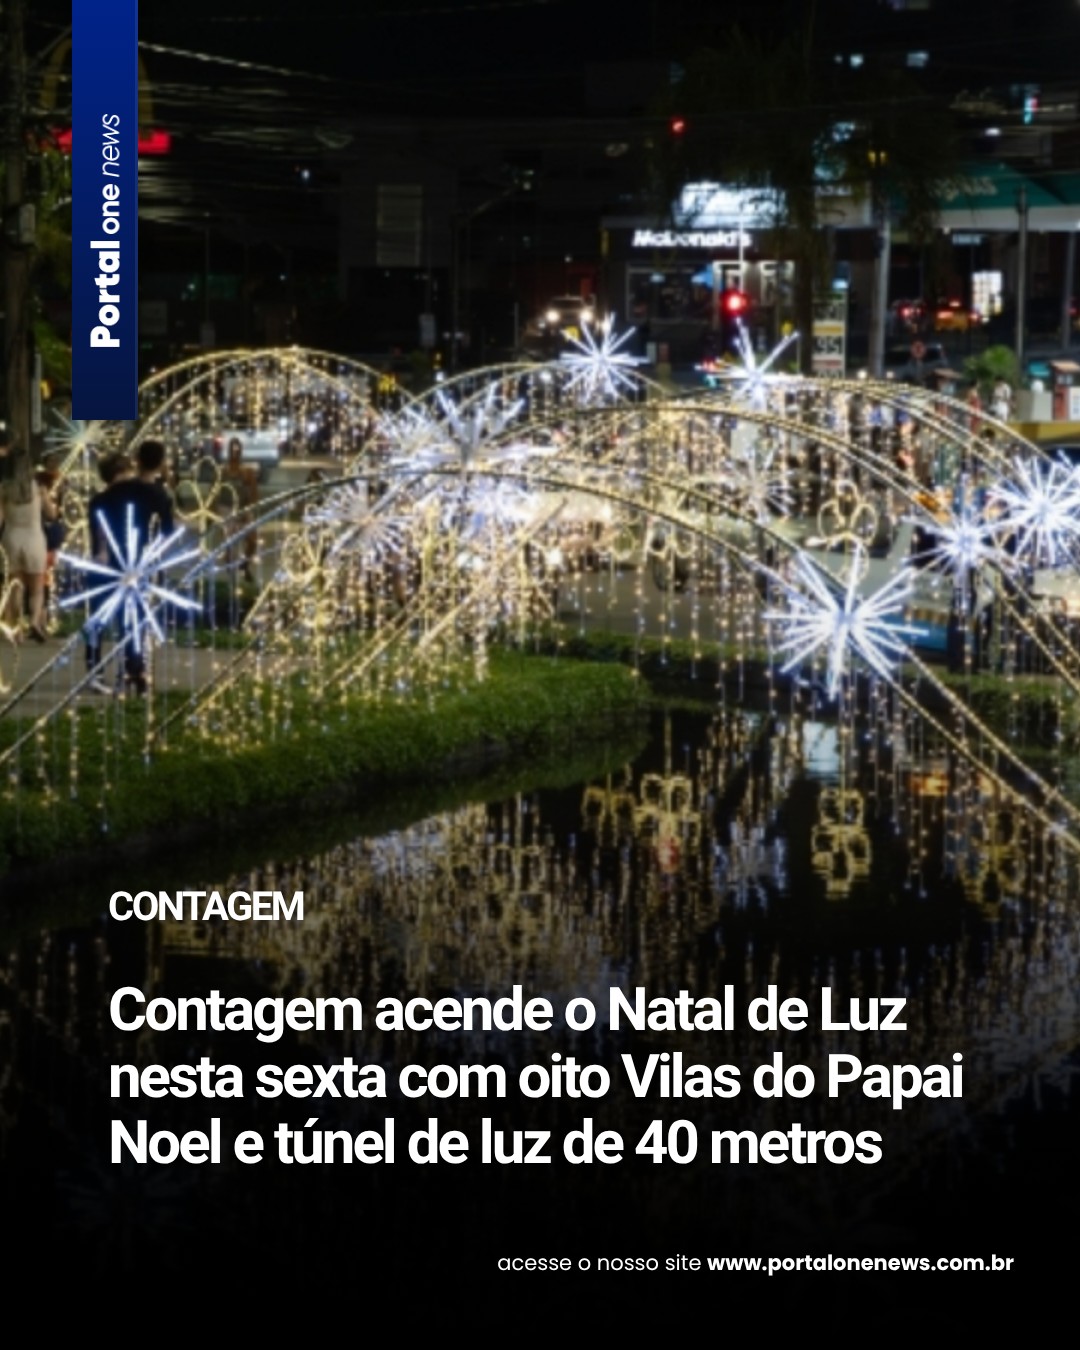 Portal one news
McDonald's
CONTAGEM
Contagem acende o Natal de Luz
nesta sexta com oito Vilas do Papai
Noel e túnel de luz de 40 metros
acesse o nosso site www.portalonenews.com.br